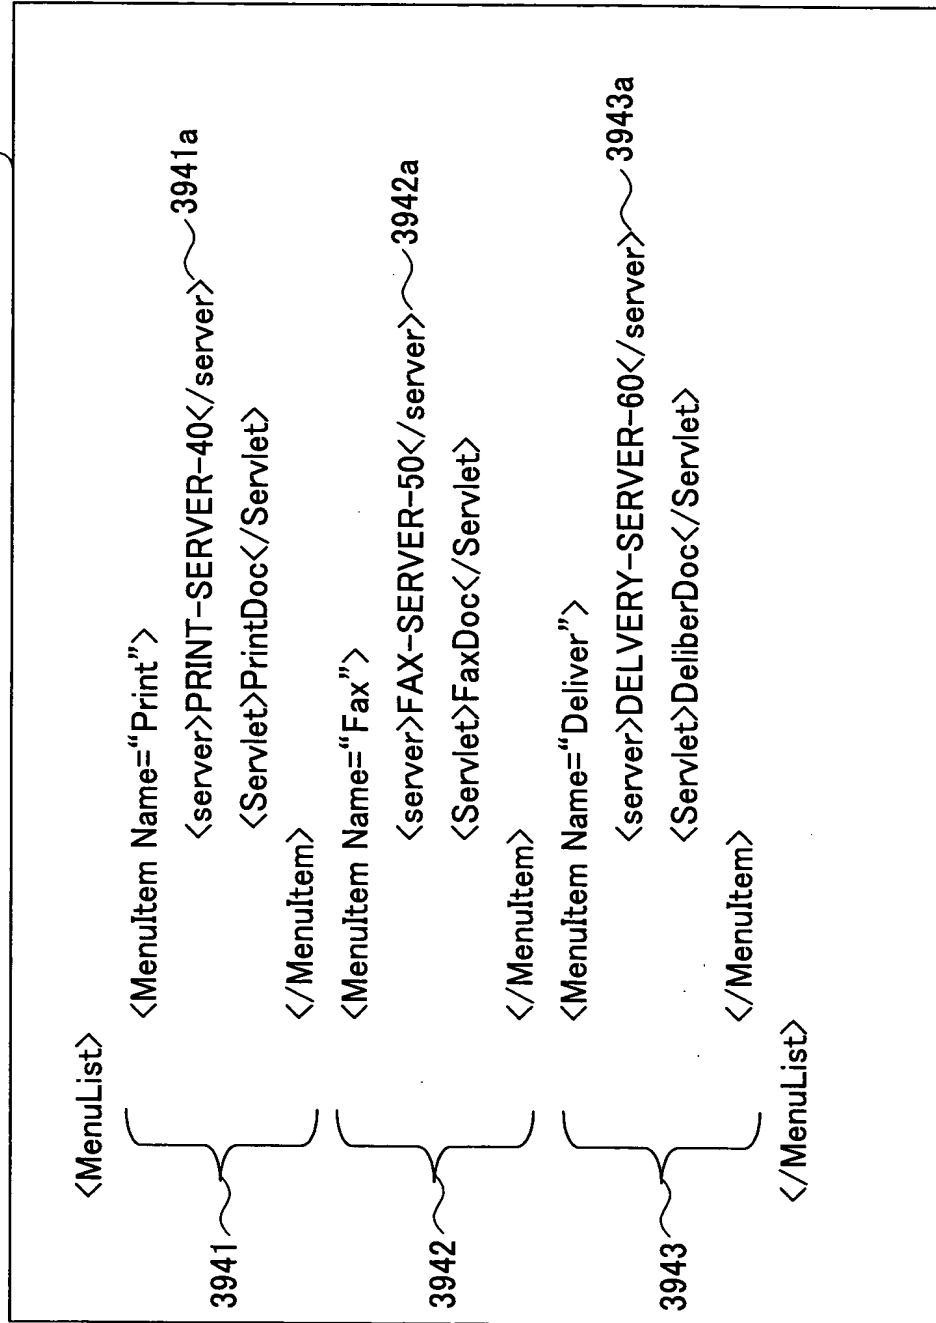 <MenuList>
<MenuItem Name=“Print”>
<server>PRINT-SERVER-40</server> 3941a
<Servlet>PrintDoc</Servlet>
</MenuItem>
3941
<MenuItem Name=“Fax”>
<server>FAX-SERVER-50</server> 3942a
<Servlet>FaxDoc</Servlet>
</MenuItem>
3942
<MenuItem Name=“Deliver”>
<server>DELVERY-SERVER-60</server> 3943a
<Servlet>DeliberDoc</Servlet>
</MenuItem>
3943
</MenuList>